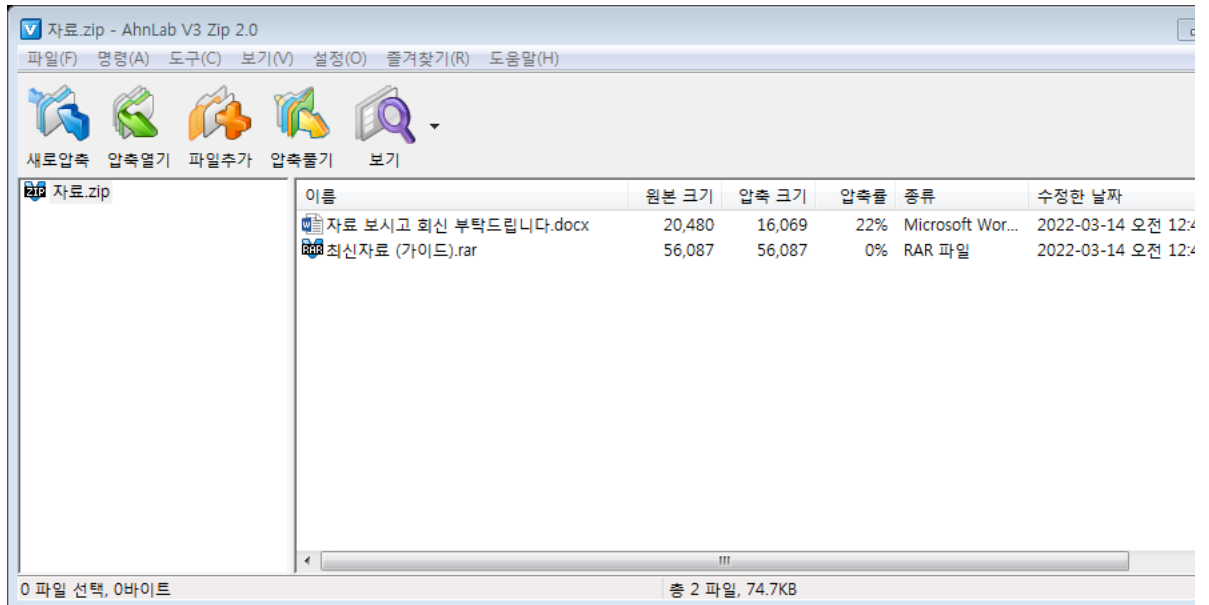 자료.zip - AhnLab V3 Zip 2.0
파일(F) 명령(A) 도구(C) 보기(V) 설정(O) 즐겨찾기(R) 도움말(H)
새로압축 압축열기 파일추가 압축풀기 보기
ZIP 자료.zip
이름 원본 크기 압축 크기 압축률 종류 수정한 날짜
자료 보시고 회신 부탁드립니다.docx 20,480 16,069 22% Microsoft Wor... 2022-03-14 오전 12:4
RAR 최신자료 (가이드).rar 56,087 56,087 0% RAR 파일 2022-03-14 오전 12:4
0 파일 선택, 0바이트 총 2 파일, 74.7KB